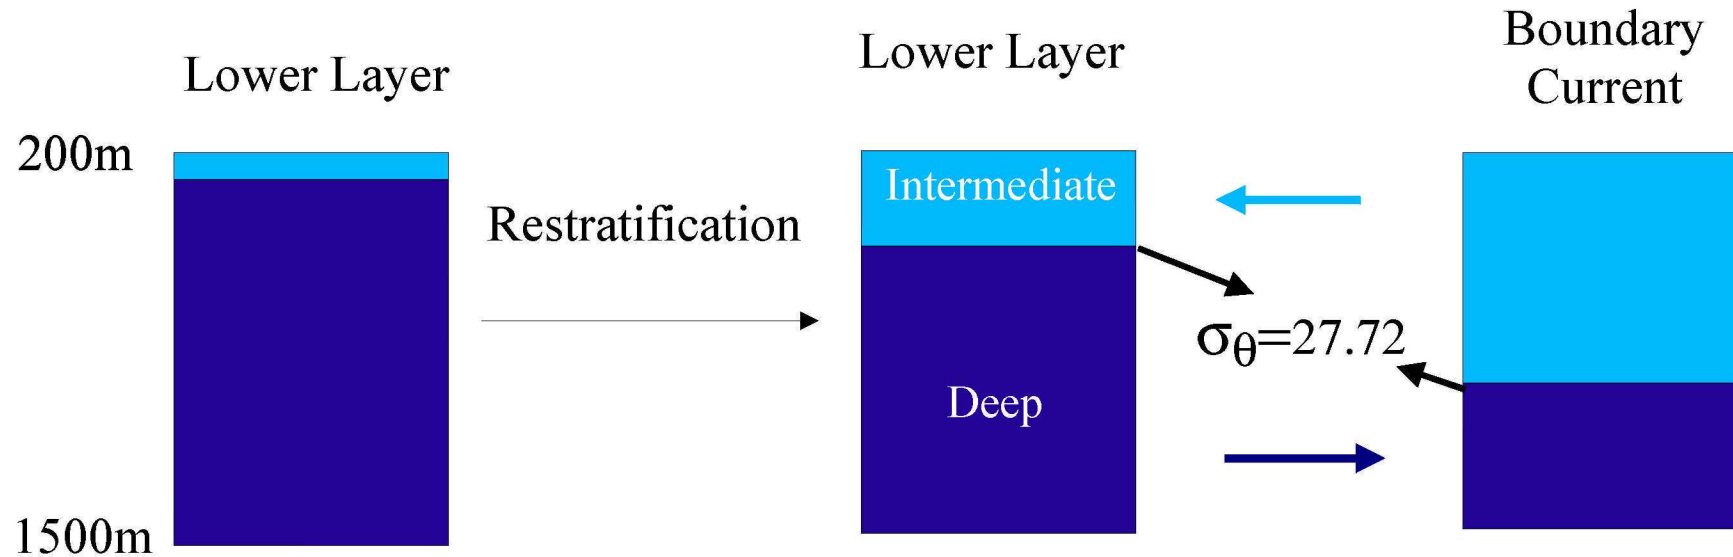 Lower Layer
200m
1500m
Restratification
Lower Layer
Intermediate
Deep
σθ=27.72
Boundary
Current